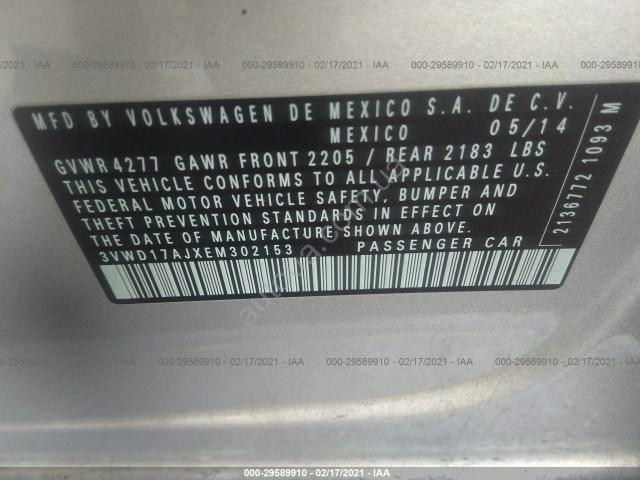 000-29589910 - 02/17/2021 - IAA
MFD BY VOLKSWAGEN DE MEXICO S.A. DE C.V.
MEXICO 05/14
GVWR 4277 GAWR FRONT 2205 / REAR 2183 LBS
THIS VEHICLE CONFORMS TO ALL APPLICABLE U.S.
FEDERAL MOTOR VEHICLE SAFETY, BUMPER AND
THEFT PREVENTION STANDARDS IN EFFECT ON
THE DATE OF MANUFACTURE SHOWN ABOVE.
3VWD17AJXEM302153 PASSENGER CAR
2136772 1093 M
000-29589910 - 02/17/2021 - IAA
000-29589910 - 02/17/2021 - IAA